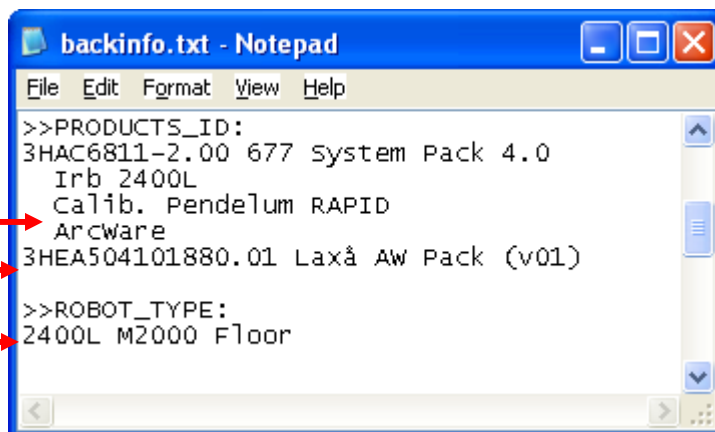 backinfo.txt - Notepad
File Edit Format View Help
>>PRODUCTS_ID:
3HAC6811-2.00 677 System Pack 4.0
Irb 2400L
Calib. Pendelum RAPID
ArcWare
3HEA504101880.01 Laxå AW Pack (v01)
>>ROBOT_TYPE:
2400L M2000 Floor